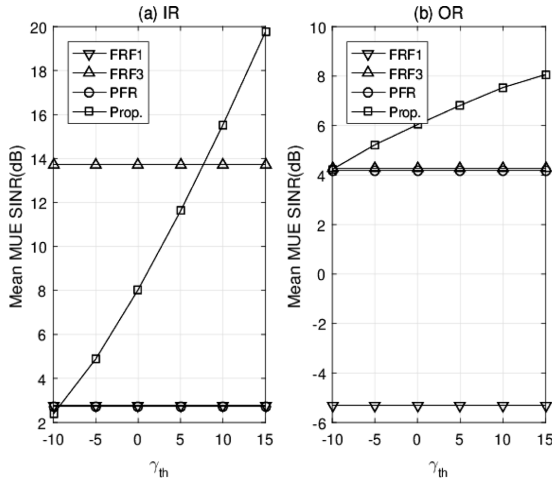 (a) IR
Mean MUE SINR(dB)
20
18
16
14
12
10
8
6
4
2
FRF1
FRF3
PFR
Prop.
-10 -5 0 5 10 15
γth
(b) OR
Mean MUE SINR(dB)
10
8
6
4
2
0
-2
-4
-6
FRF1
FRF3
PFR
Prop.
-10 -5 0 5 10 15
γth